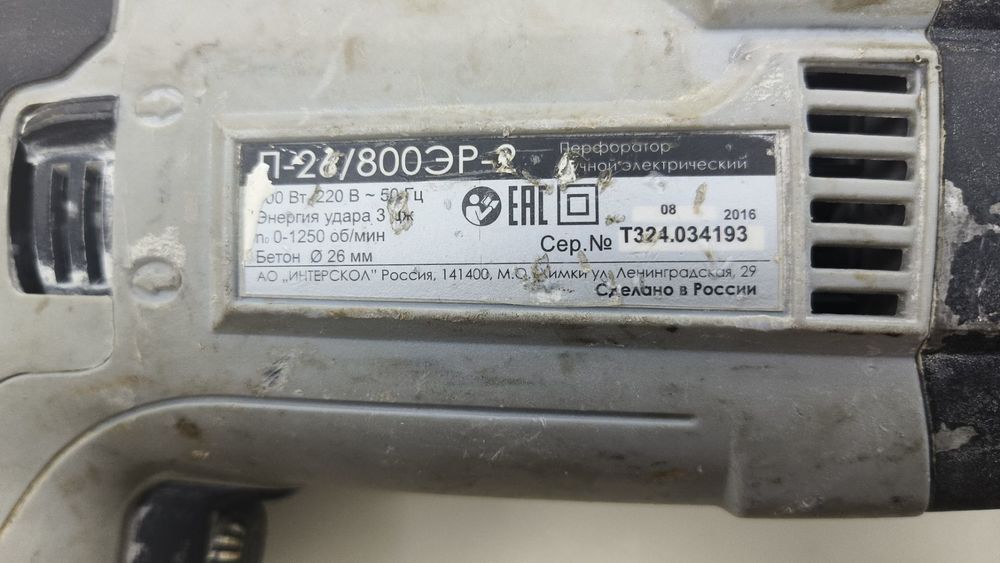 П-26/800ЭР-2
Перфоратор
ручной электрический
800 Вт 220 В ~ 50 Гц
Энергия удара 3 Дж
n₀ 0-1250 об/мин
Бетон Ø 26 мм
EAC
08 2016
Сер.№ Т324.034193
АО „ИНТЕРСКОЛ" Россия, 141400, М.О., Химки ул. Ленинградская, 29
Сделано в России